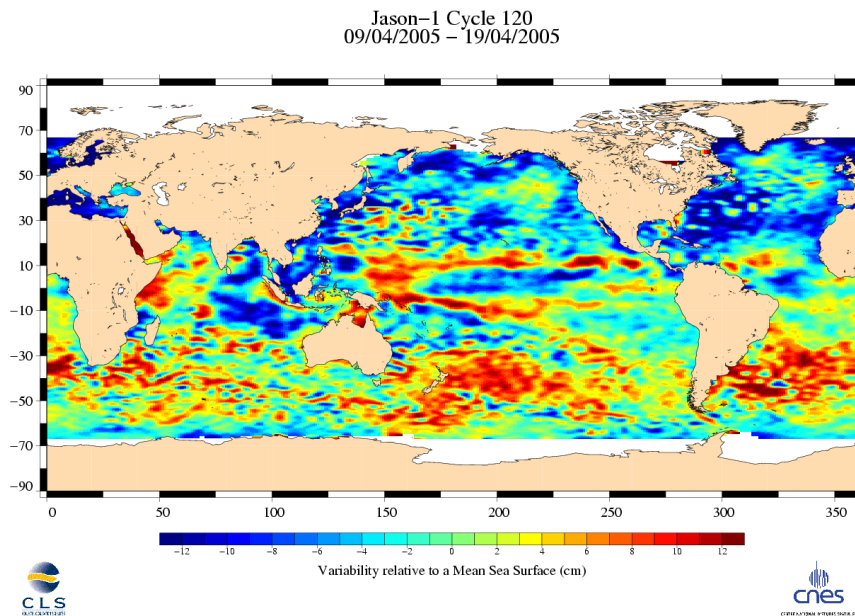 Jason-1 Cycle 120
09/04/2005 - 19/04/2005
90
70
50
30
10
-10
-30
-50
-70
-90
0 50 100 150 200 250 300 350
-12 -10 -8 -6 -4 -2 0 2 4 6 8 10 12
Variability relative to a Mean Sea Surface (cm)
CLS
cnes